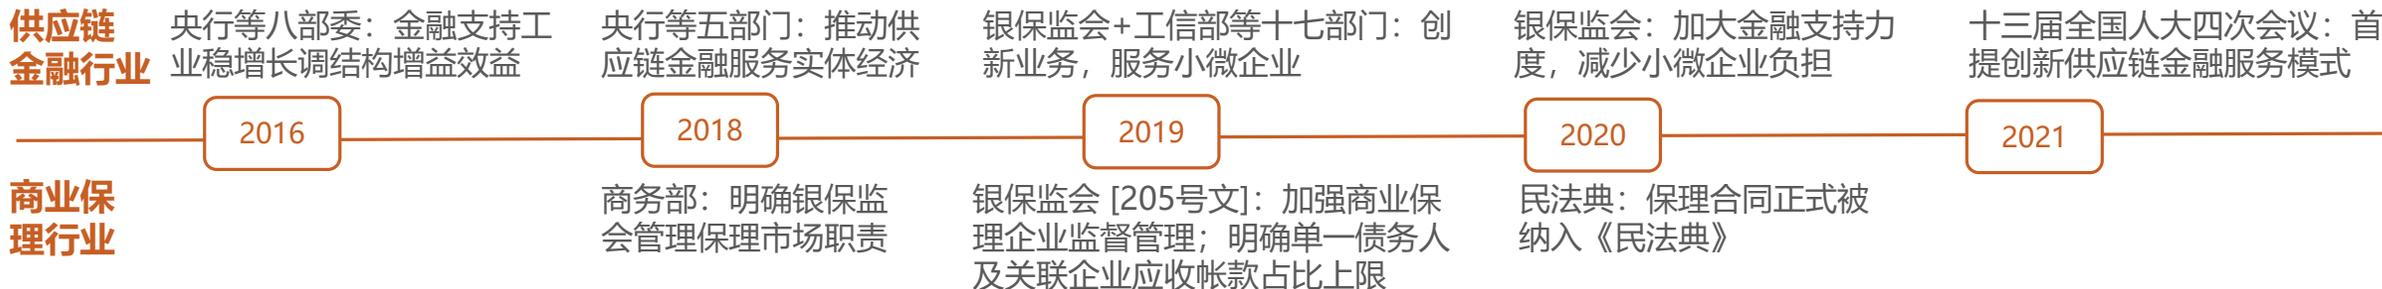 供应链
金融行业
央行等八部委：金融支持工
业稳增长调结构增益效益
央行等五部门：推动供
应链金融服务实体经济
银保监会+工信部等十七部门：创
新业务，服务小微企业
银保监会：加大金融支持力
度，减少小微企业负担
十三届全国人大四次会议：首
提创新供应链金融服务模式
2016
2018
2019
2020
2021
商业保
理行业
商务部：明确银保监
会管理保理市场职责
银保监会 [205号文]：加强商业保
理企业监督管理；明确单一债务人
及关联企业应收帐款占比上限
民法典：保理合同正式被
纳入《民法典》